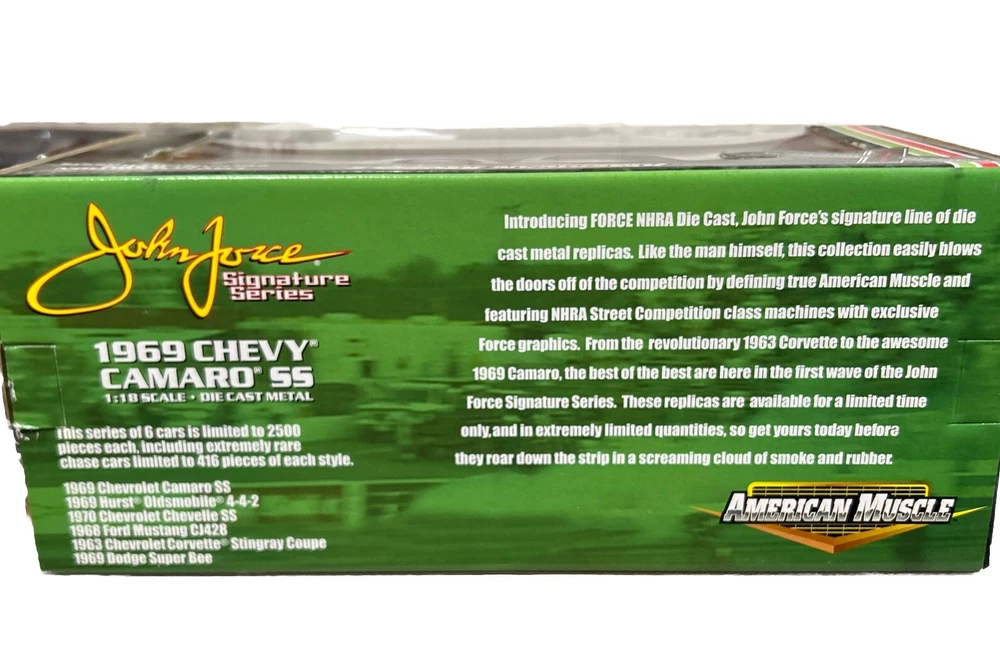 John Force®
Signature
Series
1969 CHEVY®
CAMARO® SS
1:18 SCALE • DIE CAST METAL
This series of 6 cars is limited to 2500
pieces each, including extremely rare
chase cars limited to 416 pieces of each style.
1969 Chevrolet Camaro SS
1969 Hurst® Oldsmobile® 4-4-2
1970 Chevrolet Chevelle SS
1968 Ford Mustang CJ428
1963 Chevrolet Corvette® Stingray Coupe
1969 Dodge Super Bee
Introducing FORCE NHRA Die Cast, John Force's signature line of die
cast metal replicas. Like the man himself, this collection easily blows
the doors off of the competition by defining true American Muscle and
featuring NHRA Street Competition class machines with exclusive
Force graphics. From the revolutionary 1963 Corvette to the awesome
1969 Camaro, the best of the best are here in the first wave of the John
Force Signature Series. These replicas are available for a limited time
only, and in extremely limited quantities, so get yours today before
they roar down the strip in a screaming cloud of smoke and rubber.
AMERICAN MUSCLE